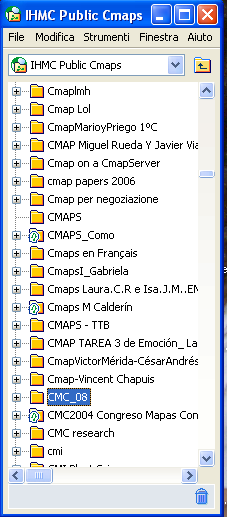 IHMC Public Cmaps
File Modifica Strumenti Finestra Aiuto
IHMC Public Cmaps
Cmaplmh
Cmap Lol
CmapMarioyPriego 1ºC
CMAP Miguel Rueda Y Javier Via
Cmap on a CmapServer
cmap papers 2006
Cmap per negoziazione
CMAPS
CMAPS_Como
Cmaps en Français
CmapsI_Gabriela
Cmaps Laura.C.R e Isa.J.M..EN
Cmaps M Calderín
CMAPS - TTB
CMAP TAREA 3 de Emoción_ La
CmapVictorMérida-CésarAndrés
Cmap-Vincent Chapuis
CMC_08
CMC2004 Congreso Mapas Con
CMC research
cmi